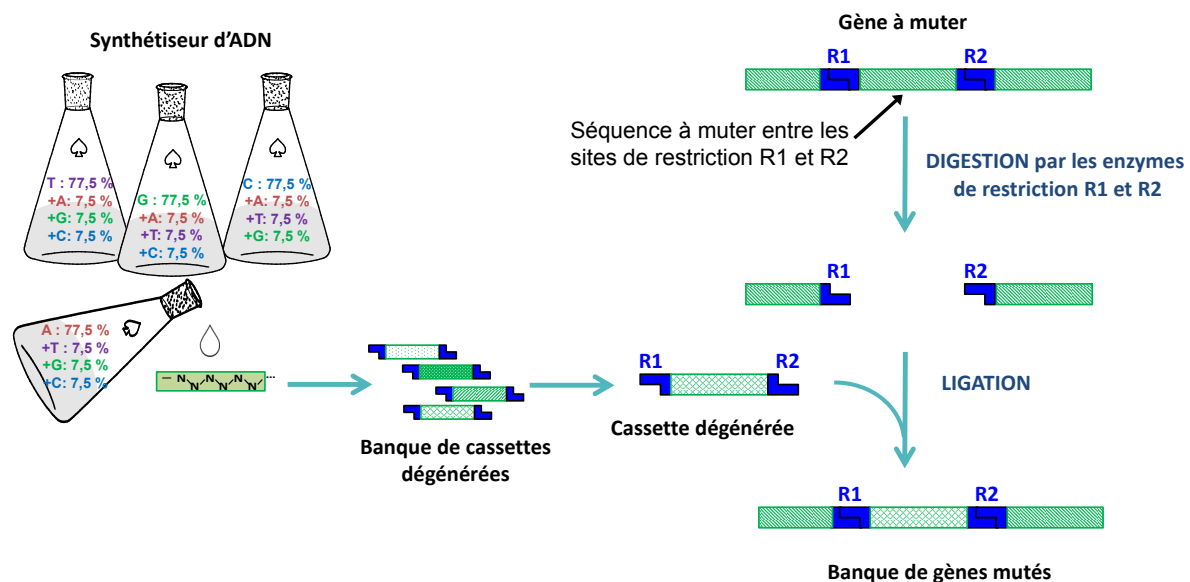 Synthétiseur d’ADN
T : 77,5 %
+A: 7,5 %
+G: 7,5 %
+C: 7,5 %
G : 77,5 %
+A: 7,5 %
+T: 7,5 %
+C: 7,5 %
C : 77,5 %
+A: 7,5 %
+T: 7,5 %
+G: 7,5 %
A : 77,5 %
+T : 7,5 %
+G: 7,5 %
+C: 7,5 %
N N N N N N
Banque de cassettes
dégénérées
R1 R2
Cassette dégénérée
Gène à muter
R1 R2
Séquence à muter entre les
sites de restriction R1 et R2
DIGESTION par les enzymes
de restriction R1 et R2
R1 R2
LIGATION
R1 R2
Banque de gènes mutés